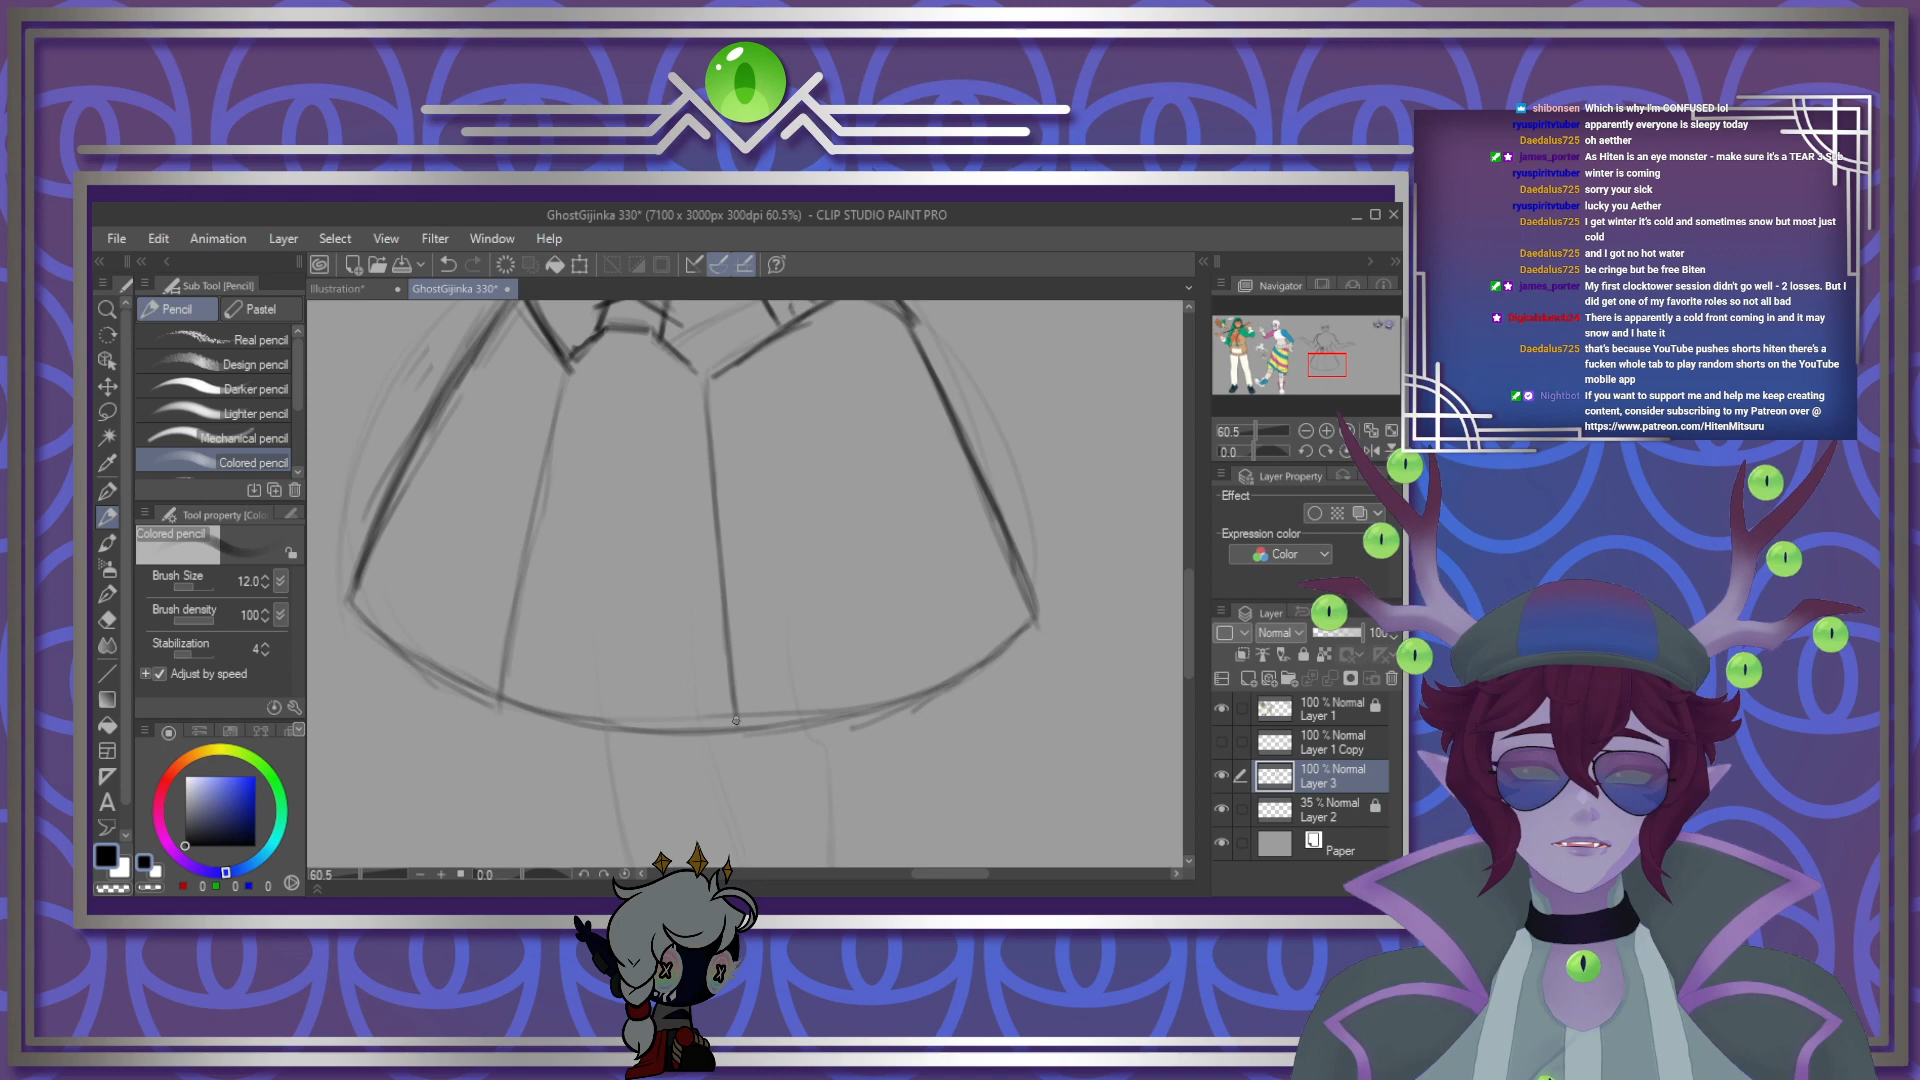 GhostGijinka 330* (7100 x 3000px 300dpi 60.5%) - CLIP STUDIO PAINT PRO
File Edit Animation Layer Select View Filter Window Help
Sub Tool [Pencil]
Illustration*
GhostGijinka 330*
Pencil
Pastel
Real pencil
Design pencil
Darker pencil
Lighter pencil
Mechanical pencil
Colored pencil
Tool property [Colo
Colored pencil
Brush Size 12.0
Brush density 100
Stabilization 4
Adjust by speed
0 0 0
60.5 0.0
Navigator
60.5
0.0
Layer Property
Effect
Expression color
Color
Layer
Normal 100
100 % Normal
Layer 1
100 % Normal
Layer 1 Copy
100 % Normal
Layer 3
35 % Normal
Layer 2
Paper
shibonsen Which is why I'm CONFUSED lol
ryuspiritvtuber apparently everyone is sleepy today
Daedalus725 oh aetther
james_porter As Hiten is an eye monster - make sure it's a TEAR 3 Sub
ryuspiritvtuber winter is coming
Daedalus725 sorry your sick
ryuspiritvtuber lucky you Aether
Daedalus725 I get winter it's cold and sometimes snow but most just
cold
Daedalus725 and I got no hot water
Daedalus725 be cringe but be free Biten
james_porter My first clocktower session didn't go well - 2 losses. But I
did get one of my favorite roles so not all bad
There is apparently a cold front coming in and it may
snow and I hate it
Daedalus725 that's because YouTube pushes shorts hiten there's a
fucken whole tab to play random shorts on the YouTube
mobile app
Nightbot If you want to support me and help me keep creating
content, consider subscribing to my Patreon over @
https://www.patreon.com/HitenMitsuru